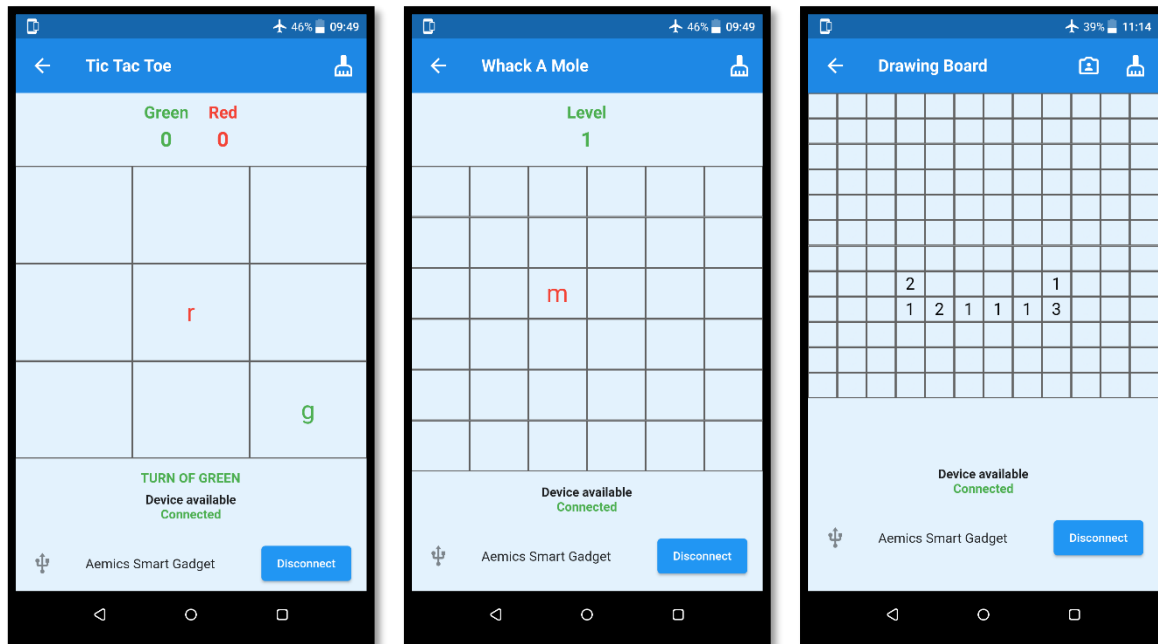 46% 09:49
Tic Tac Toe
Green Red
0 0
r
g
TURN OF GREEN
Device available
Connected
Aemics Smart Gadget Disconnect
46% 09:49
Whack A Mole
Level
1
m
Device available
Connected
Aemics Smart Gadget Disconnect
39% 11:14
Drawing Board
2 1
1 2 1 1 1 3
Device available
Connected
Aemics Smart Gadget Disconnect